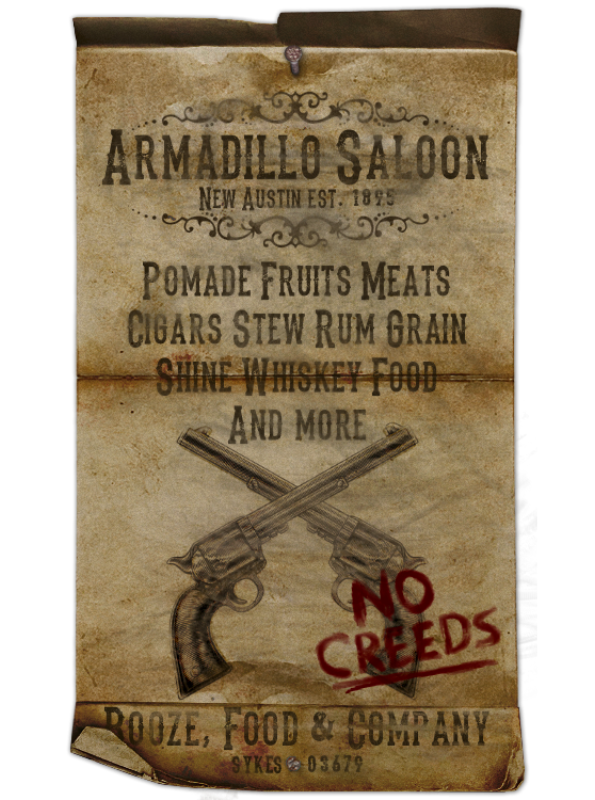 ARMADILLO SALOON
NEW AUSTIN EST. 1895
POMADE FRUITS MEATS
CIGARS STEW RUM GRAIN
SHINE WHISKEY FOOD
AND MORE
NO
CREEDS
BOOZE, FOOD & COMPANY
SYKES 03679